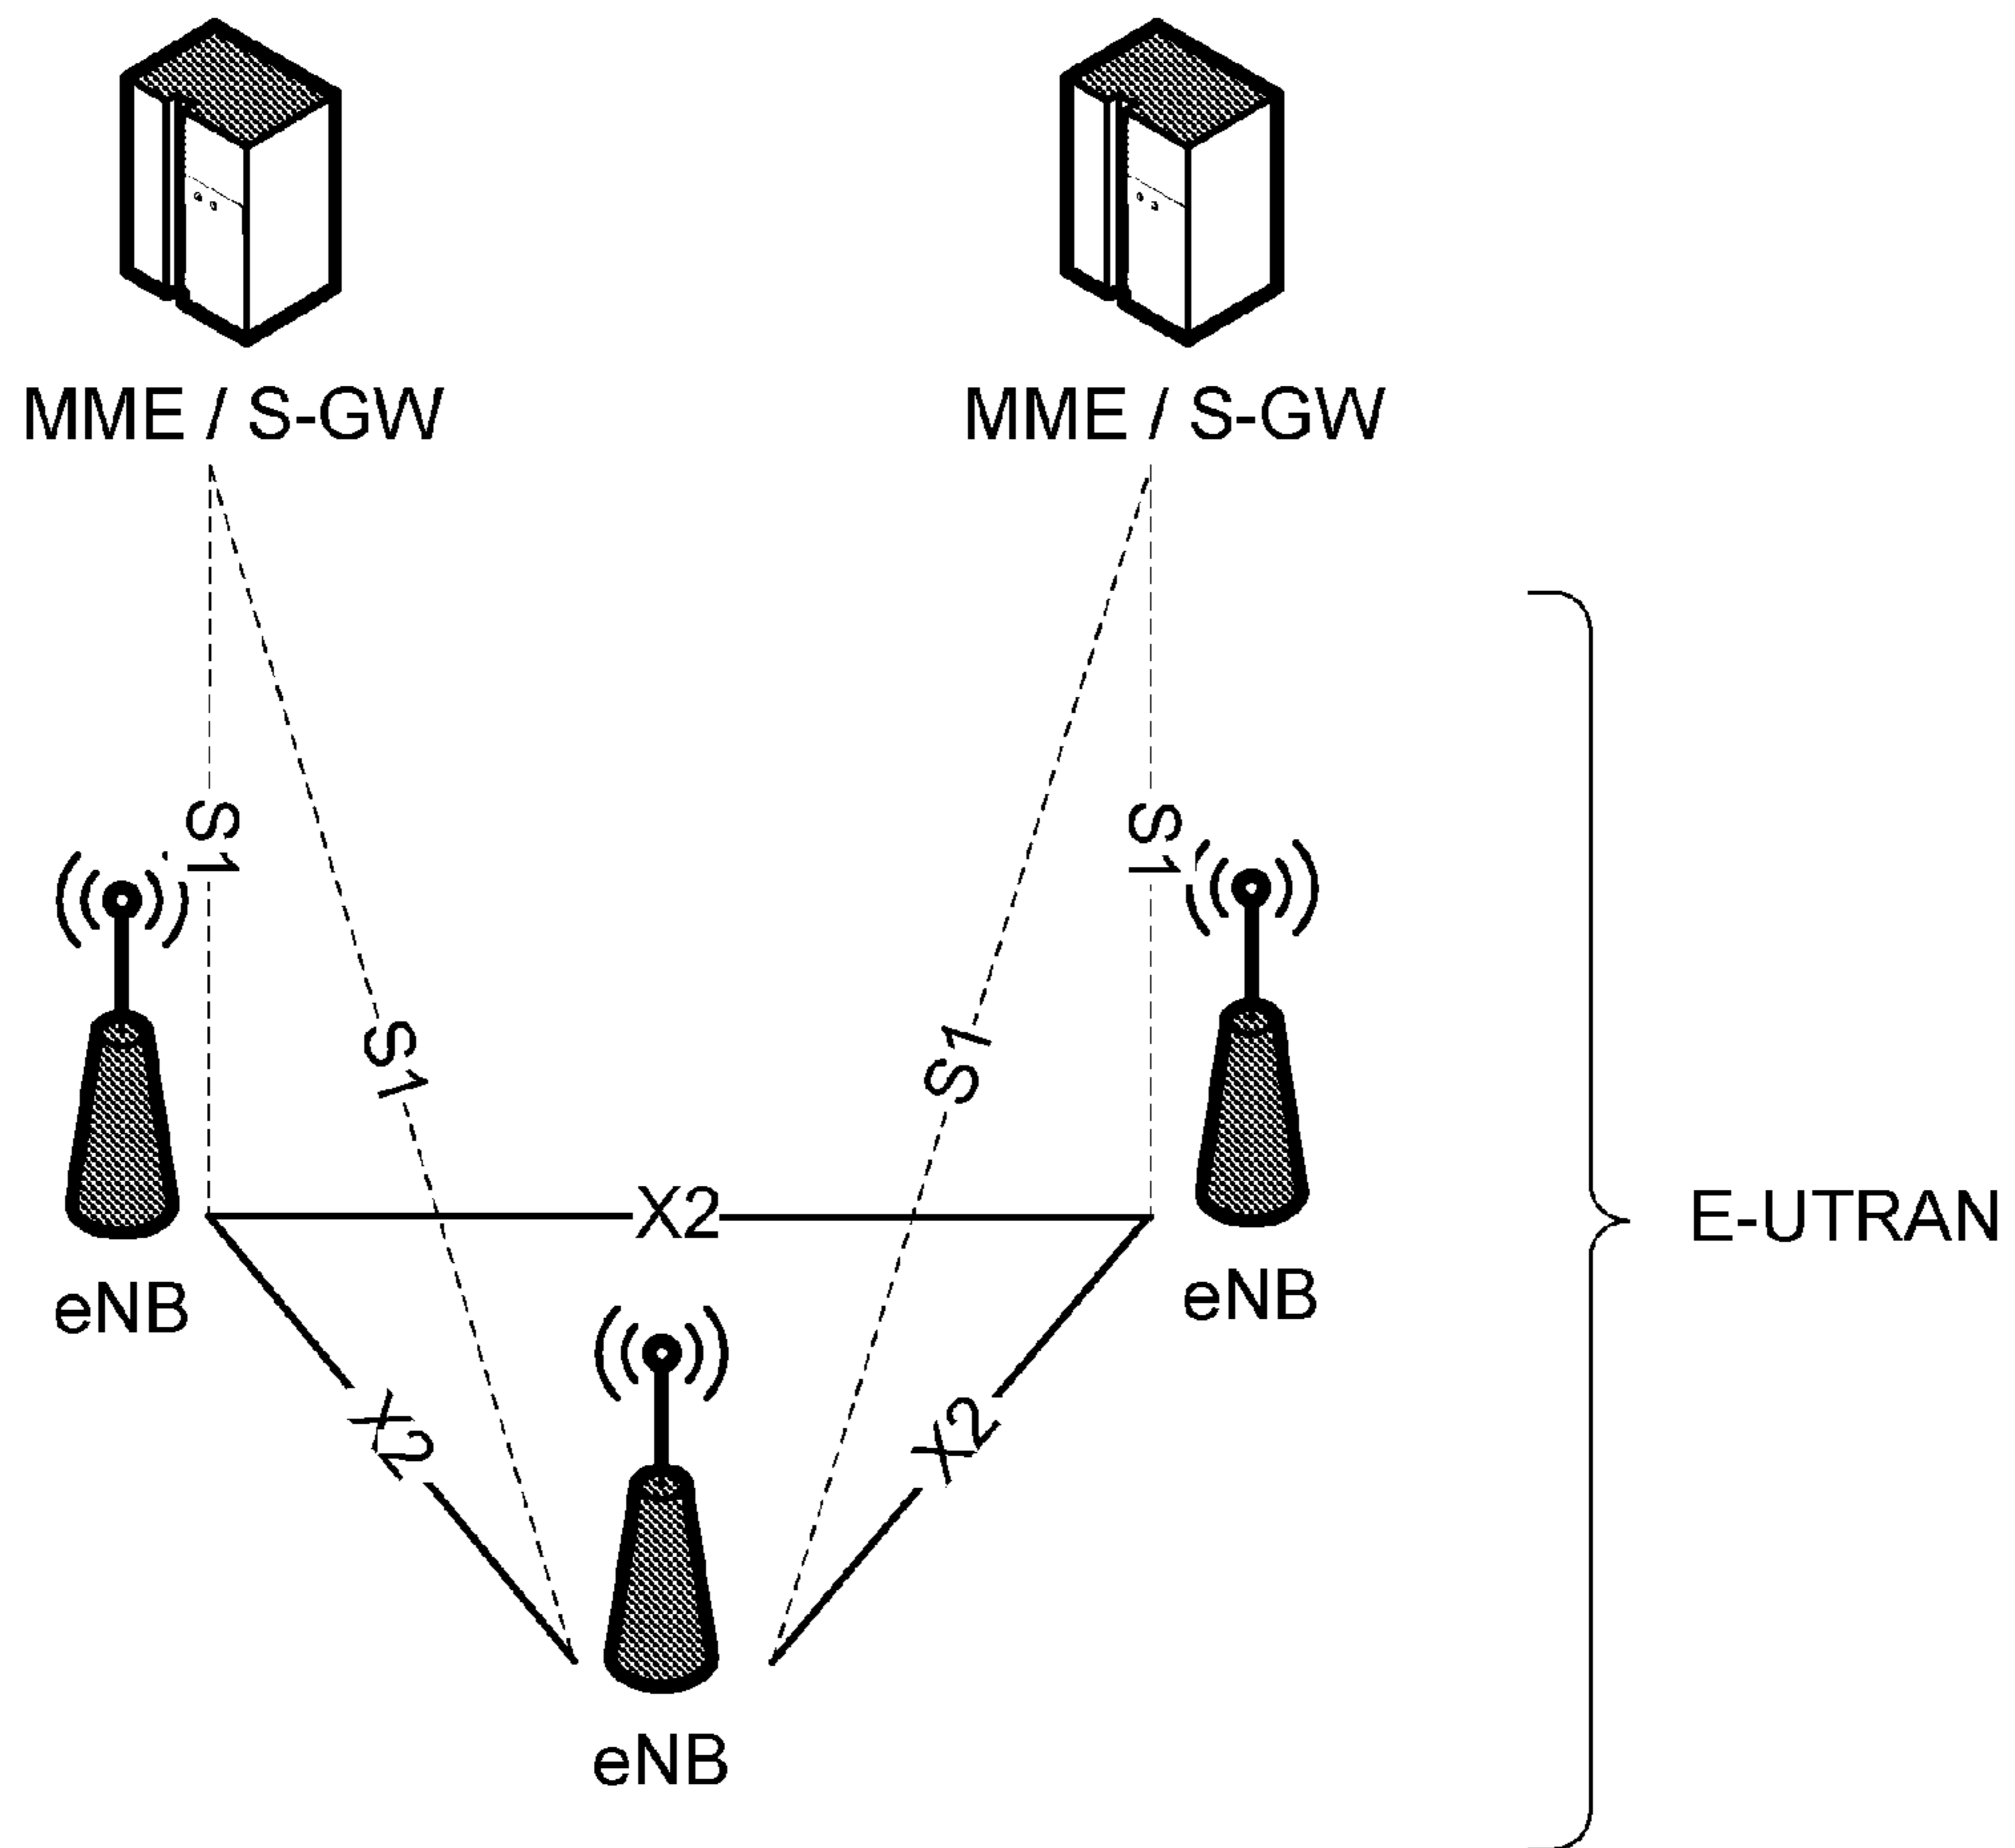 MME / S-GW
MME / S-GW
S1
S1
S1
S1
X2
E-UTRAN
eNB
eNB
X2
X2
eNB